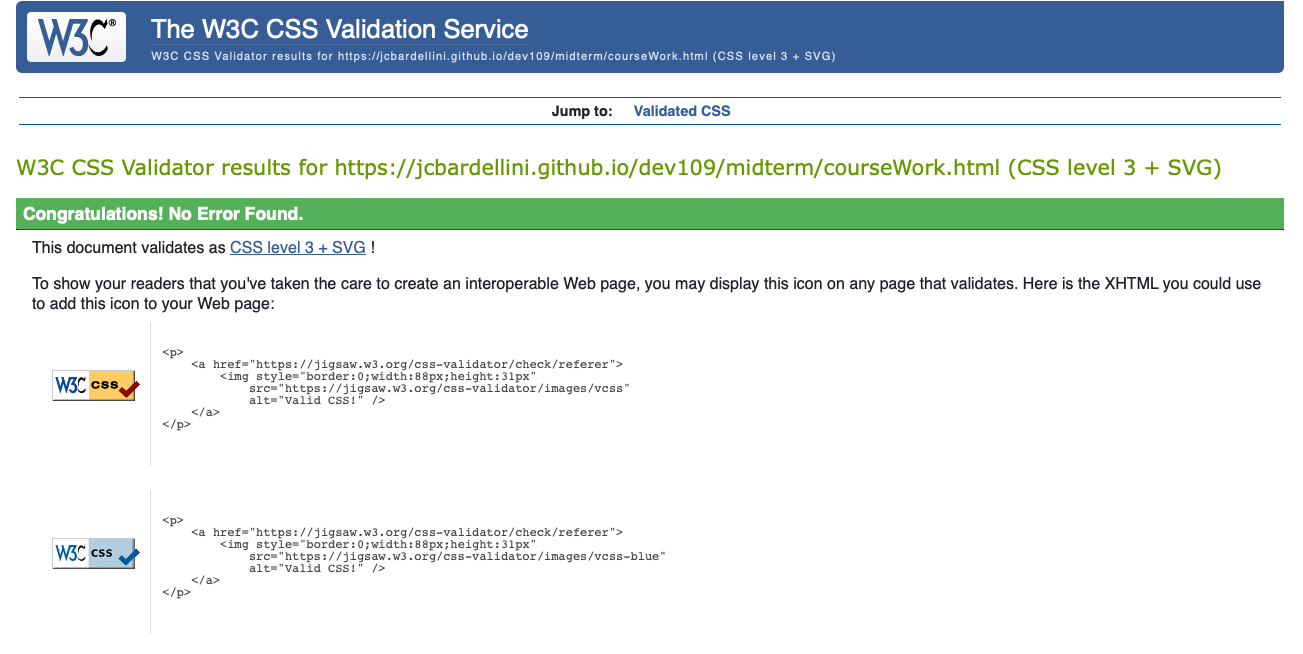 W3C®
The W3C CSS Validation Service
W3C CSS Validator results for https://jcbardellini.github.io/dev109/midterm/courseWork.html (CSS level 3 + SVG)
Jump to: Validated CSS
W3C CSS Validator results for https://jcbardellini.github.io/dev109/midterm/courseWork.html (CSS level 3 + SVG)
Congratulations! No Error Found.
This document validates as CSS level 3 + SVG !
To show your readers that you've taken the care to create an interoperable Web page, you may display this icon on any page that validates. Here is the XHTML you could use
to add this icon to your Web page:
W3C css
<p>
    <a href="https://jigsaw.w3.org/css-validator/check/referer">
        <img style="border:0;width:88px;height:31px"
            src="https://jigsaw.w3.org/css-validator/images/vcss"
            alt="Valid CSS!" />
    </a>
</p>
W3C css
<p>
    <a href="https://jigsaw.w3.org/css-validator/check/referer">
        <img style="border:0;width:88px;height:31px"
            src="https://jigsaw.w3.org/css-validator/images/vcss-blue"
            alt="Valid CSS!" />
    </a>
</p>